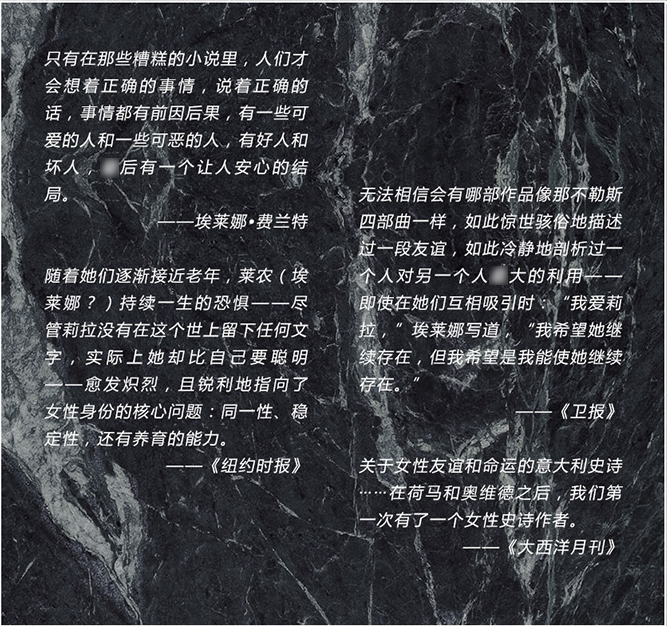 只有在那些糟糕的小说里，人们才
会想着正确的事情，说着正确的
话，事情都有前因后果，有一些可
爱的人和一些可恶的人，有好人和
坏人，后有一个让人安心的结
局。
——埃莱娜•费兰特
随着她们逐渐接近老年，莱农（埃
莱娜？）持续一生的恐惧——尽
管莉拉没有在这个世上留下任何文
字，实际上她却比自己要聪明
——愈发炽烈，且锐利地指向了
女性身份的核心问题：同一性、稳
定性，还有养育的能力。
——《纽约时报》
无法相信会有哪部作品像那不勒斯
四部曲一样，如此惊世骇俗地描述
过一段友谊，如此冷静地剖析过一
个人对另一个人大的利用——
即使在她们互相吸引时：“我爱莉
拉，”埃莱娜写道，“我希望她继
续存在，但我希望是我能使她继续
存在。”
——《卫报》
关于女性友谊和命运的意大利史诗
……在荷马和奥维德之后，我们第
一次有了一个女性史诗作者。
——《大西洋月刊》